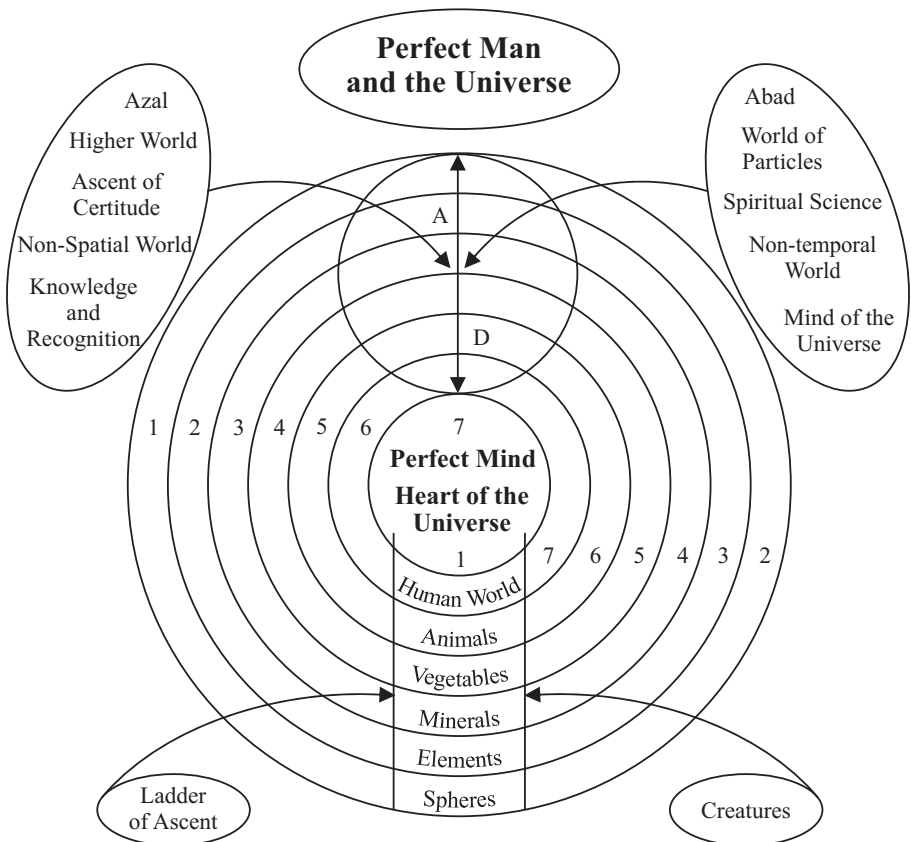 Perfect Man
and the Universe
Azal
Higher World
Ascent of
Certitude
Non-Spatial World
Knowledge
and
Recognition
Abad
World of
Particles
Spiritual Science
Non-temporal
World
Mind of the
Universe
A
D
1 2 3 4 5 6 7
Perfect Mind
Heart of the
Universe
1 7 6 5 4 3 2
Human World
Animals
Vegetables
Minerals
Elements
Spheres
Ladder
of Ascent
Creatures